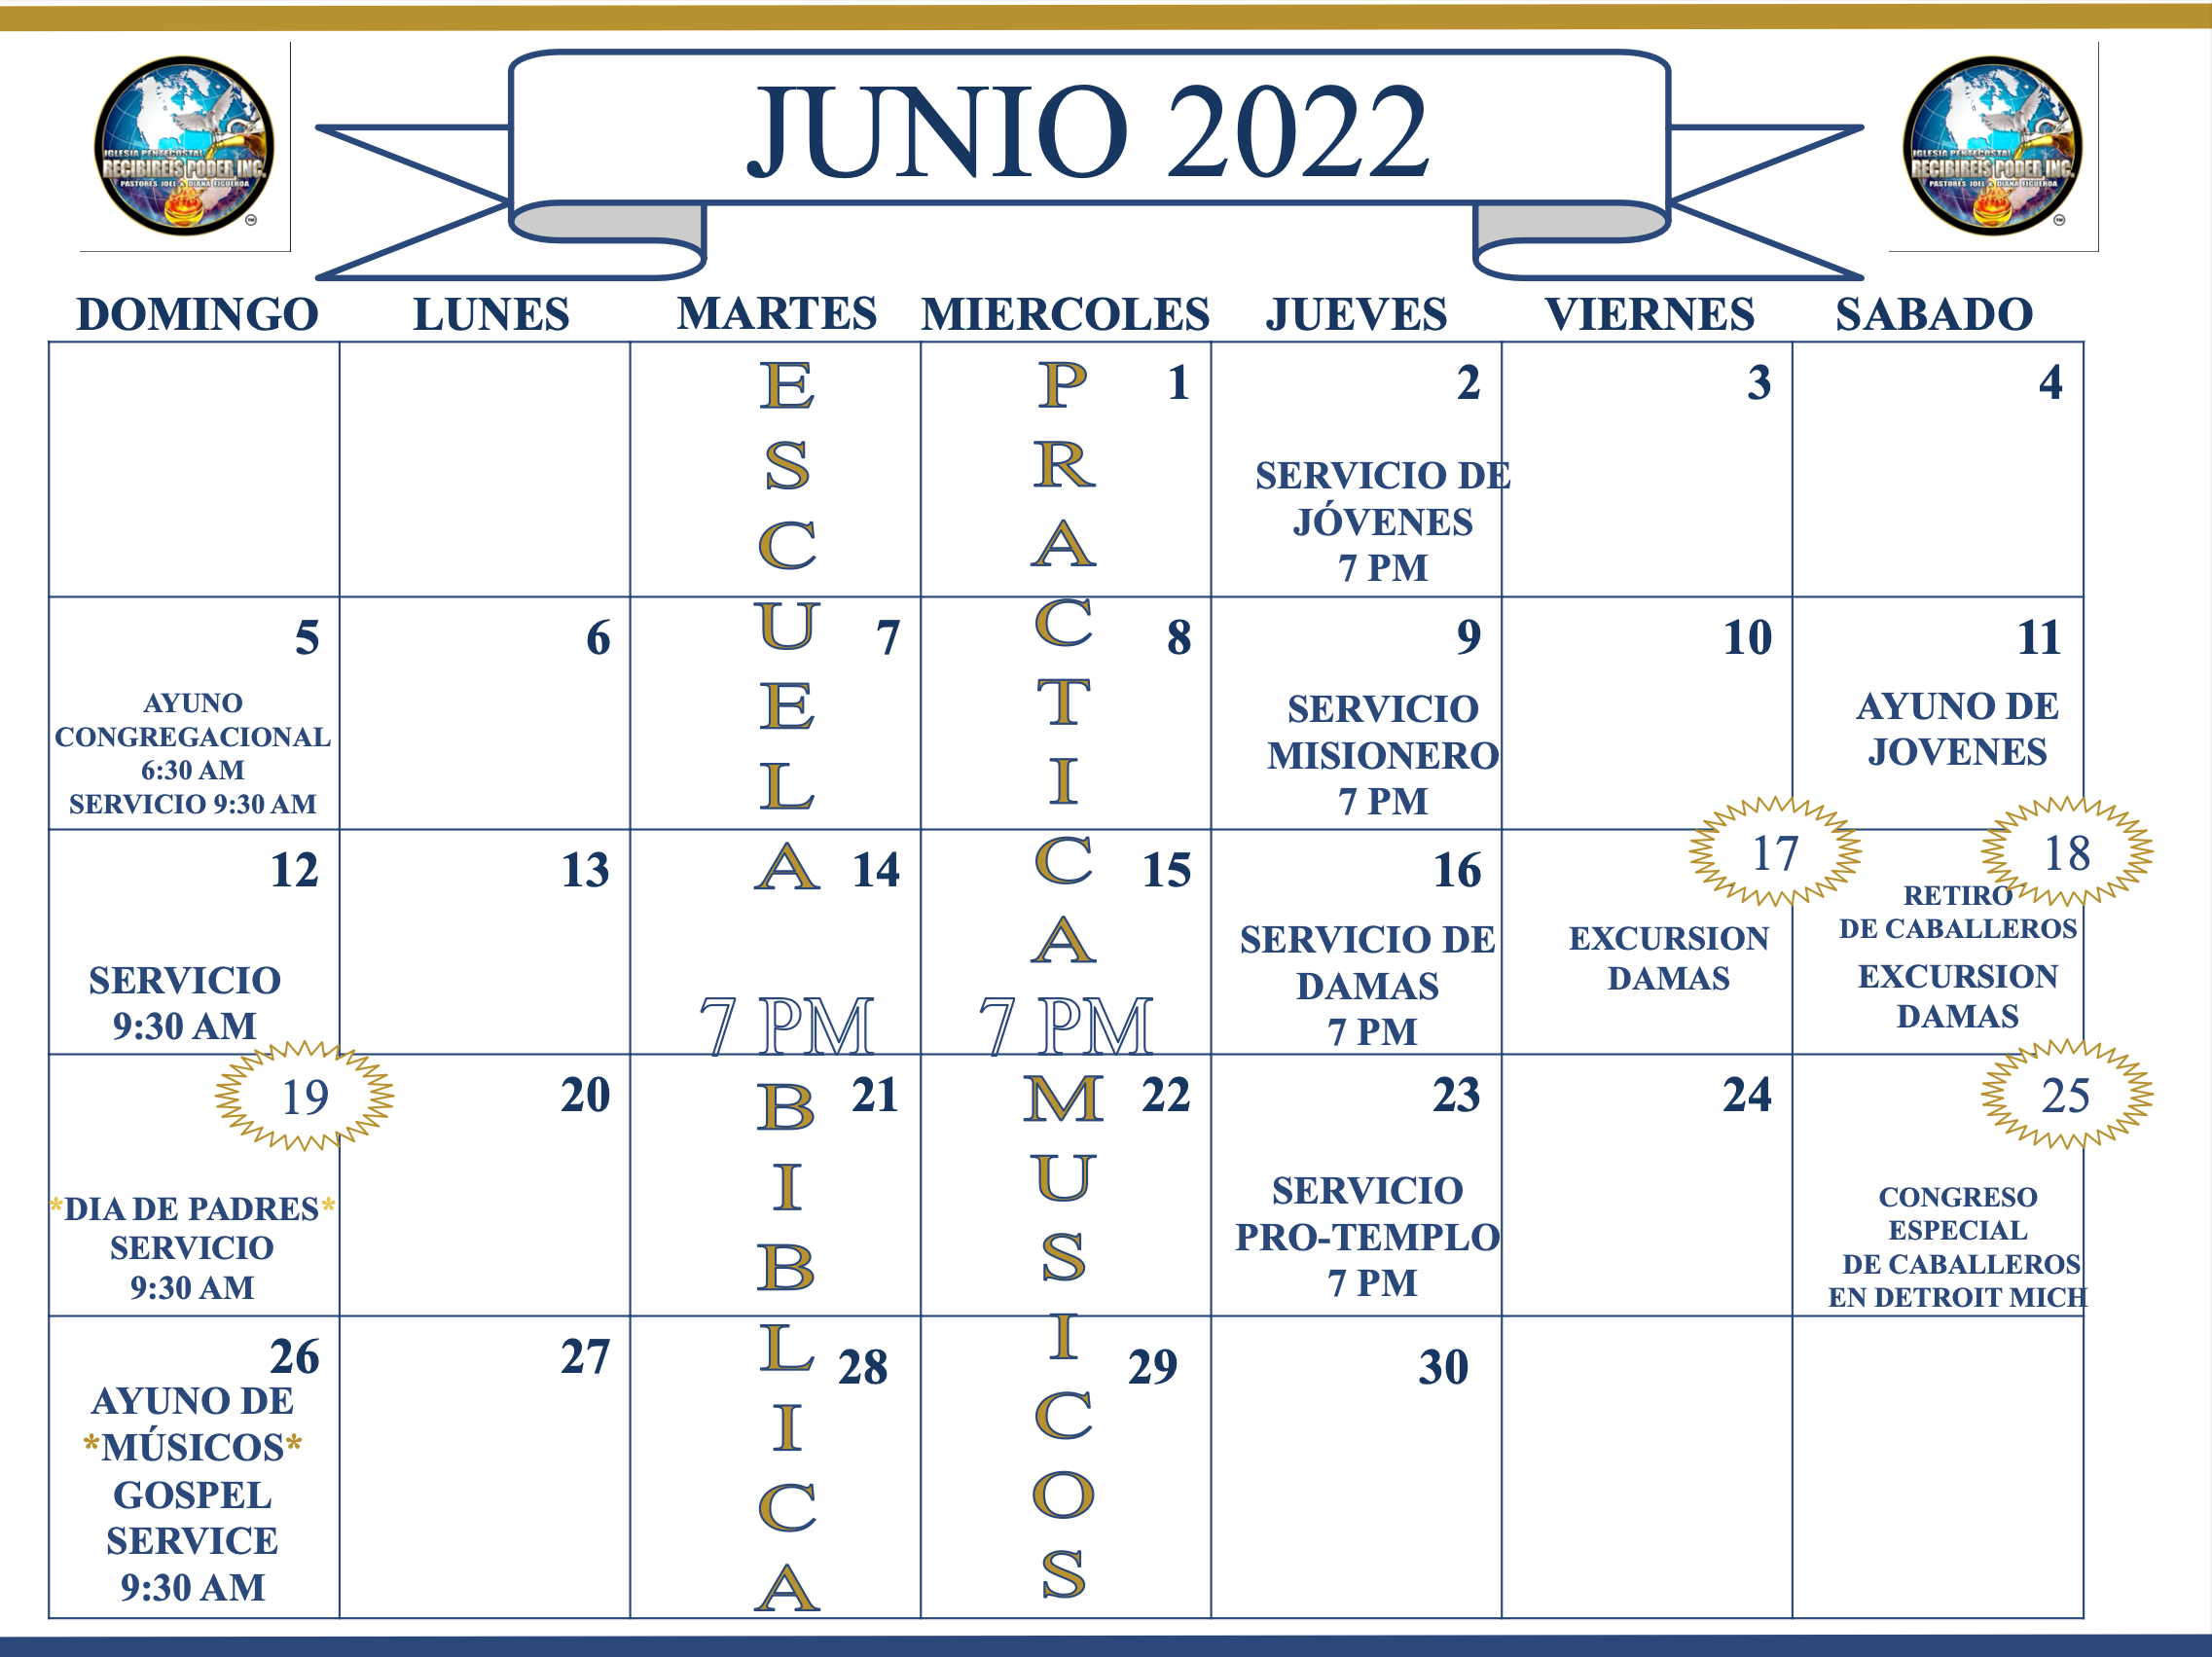 JUNIO 2022
IGLESIA PENTECOSTAL
RECIBIREIS PODER INC.
PASTORES JOEL & DIANA FIGUEROA
TM
IGLESIA PENTECOSTAL
RECIBIREIS PODER INC.
PASTORES JOEL & DIANA FIGUEROA
TM
DOMINGO LUNES MARTES MIERCOLES JUEVES VIERNES SABADO
ESCUELA
7 PM
BIBLICA
PRACTICA
7 PM
MUSICOS
1
2
SERVICIO DE
JÓVENES
7 PM
3
4
5
AYUNO
CONGREGACIONAL
6:30 AM
SERVICIO 9:30 AM
6
7
8
9
SERVICIO
MISIONERO
7 PM
10
11
AYUNO DE
JOVENES
12
SERVICIO
9:30 AM
13
14
15
16
SERVICIO DE
DAMAS
7 PM
17
EXCURSION
DAMAS
18
RETIRO
DE CABALLEROS
EXCURSION
DAMAS
19
*DIA DE PADRES*
SERVICIO
9:30 AM
20
21
22
23
SERVICIO
PRO-TEMPLO
7 PM
24
25
CONGRESO
ESPECIAL
DE CABALLEROS
EN DETROIT MICH
26
AYUNO DE
*MÚSICOS*
GOSPEL
SERVICE
9:30 AM
27
28
29
30